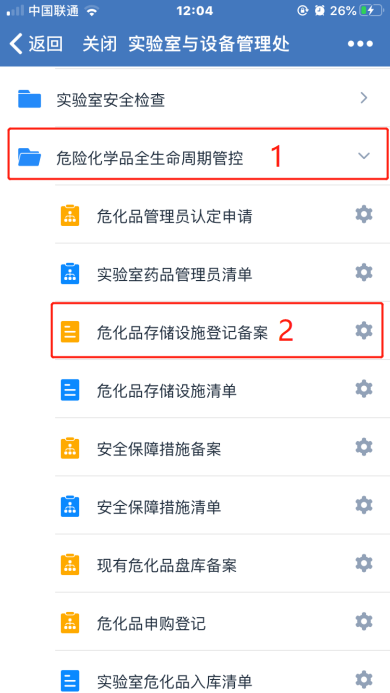 中国联通 12:04 26%
返回 关闭 实验室与设备管理处
实验室安全检查
危险化学品全生命周期管控 1
危化品管理员认定申请
实验室药品管理员清单
危化品存储设施登记备案 2
危化品存储设施清单
安全保障措施备案
安全保障措施清单
现有危化品盘库备案
危化品申购登记
实验室危化品入库清单